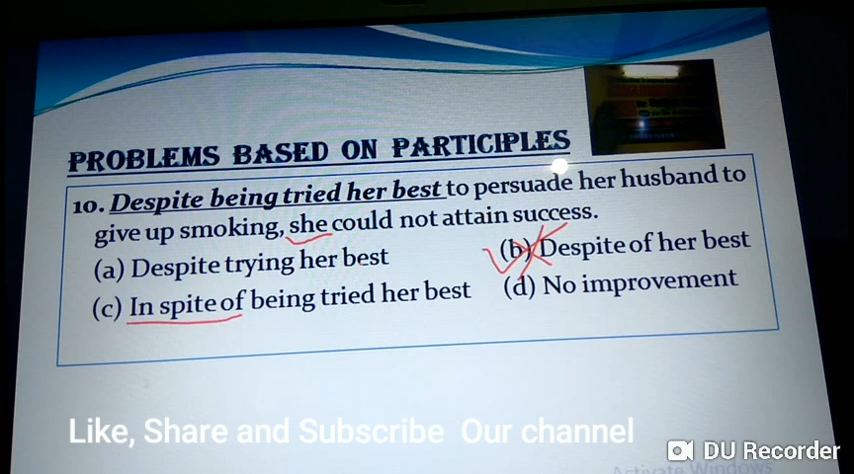 PROBLEMS BASED ON PARTICIPLES
10. Despite being tried her best to persuade her husband to
give up smoking, she could not attain success.
(a) Despite trying her best (b) Despite of her best
(c) In spite of being tried her best (d) No improvement
Like, Share and Subscribe Our channel
DU Recorder
Activate Windows